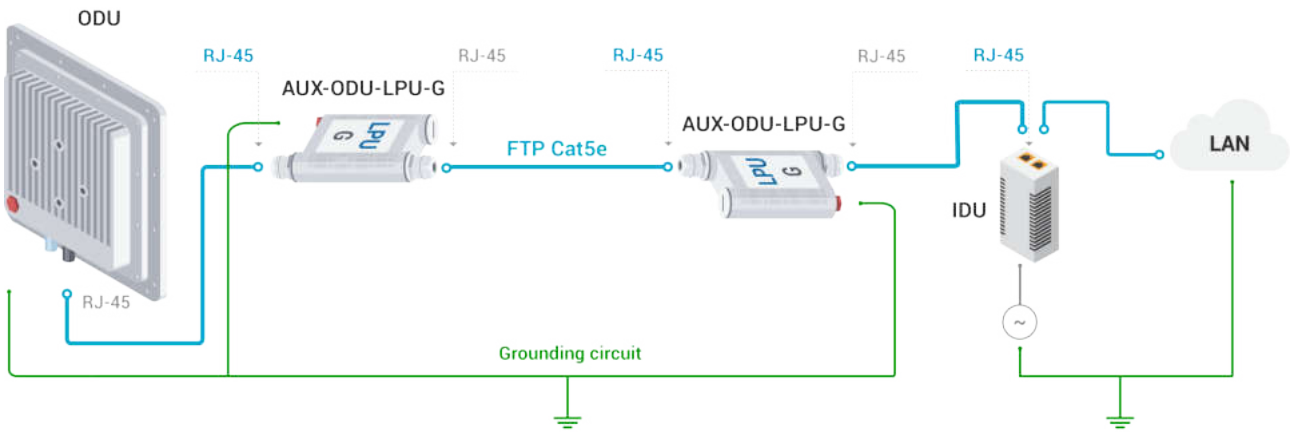 ODU
RJ-45
RJ-45
RJ-45
RJ-45
RJ-45
AUX-ODU-LPU-G
AUX-ODU-LPU-G
LPU
G
FTP Cat5e
LPU
G
LAN
IDU
RJ-45
~
Grounding circuit